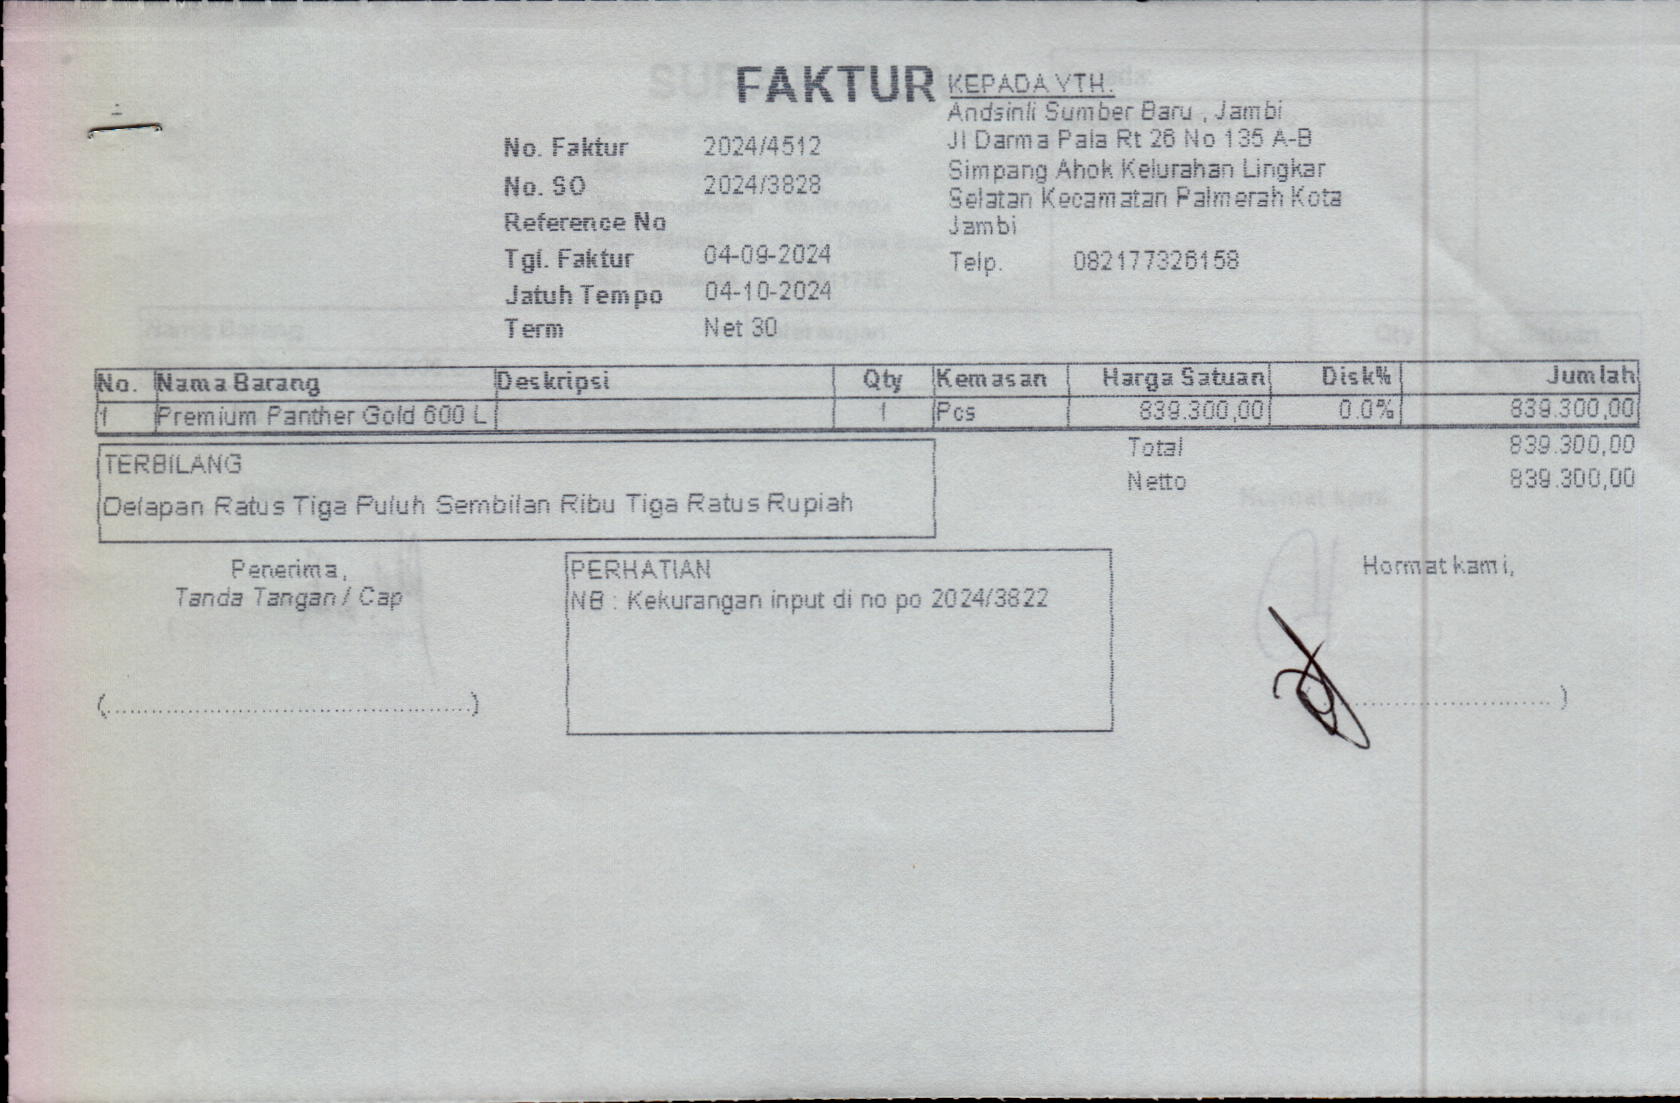 FAKTUR
No. Faktur 2024/4512
No. SO 2024/3828
Reference No
Tgl. Faktur 04-09-2024
Jatuh Tempo 04-10-2024
Term Net 30
KEPADA YTH.
Andsinli Sumber Baru , Jambi
Jl Darma Pala Rt 26 No 135 A-B
Simpang Ahok Kelurahan Lingkar
Selatan Kecamatan Palmerah Kota
Jambi
Telp. 082177326158
No. Nama Barang Deskripsi Qty Kemasan Harga Satuan Disk% Jumlah
1 Premium Panther Gold 600 L 1 Pcs 839.300,00 0.0% 839.300,00
Total 839.300,00
Netto 839.300,00
TERBILANG
Delapan Ratus Tiga Puluh Sembilan Ribu Tiga Ratus Rupiah
Penerima,
Tanda Tangan / Cap
(.............................................)
PERHATIAN
NB : Kekurangan input di no po 2024/3822
Hormat kami,